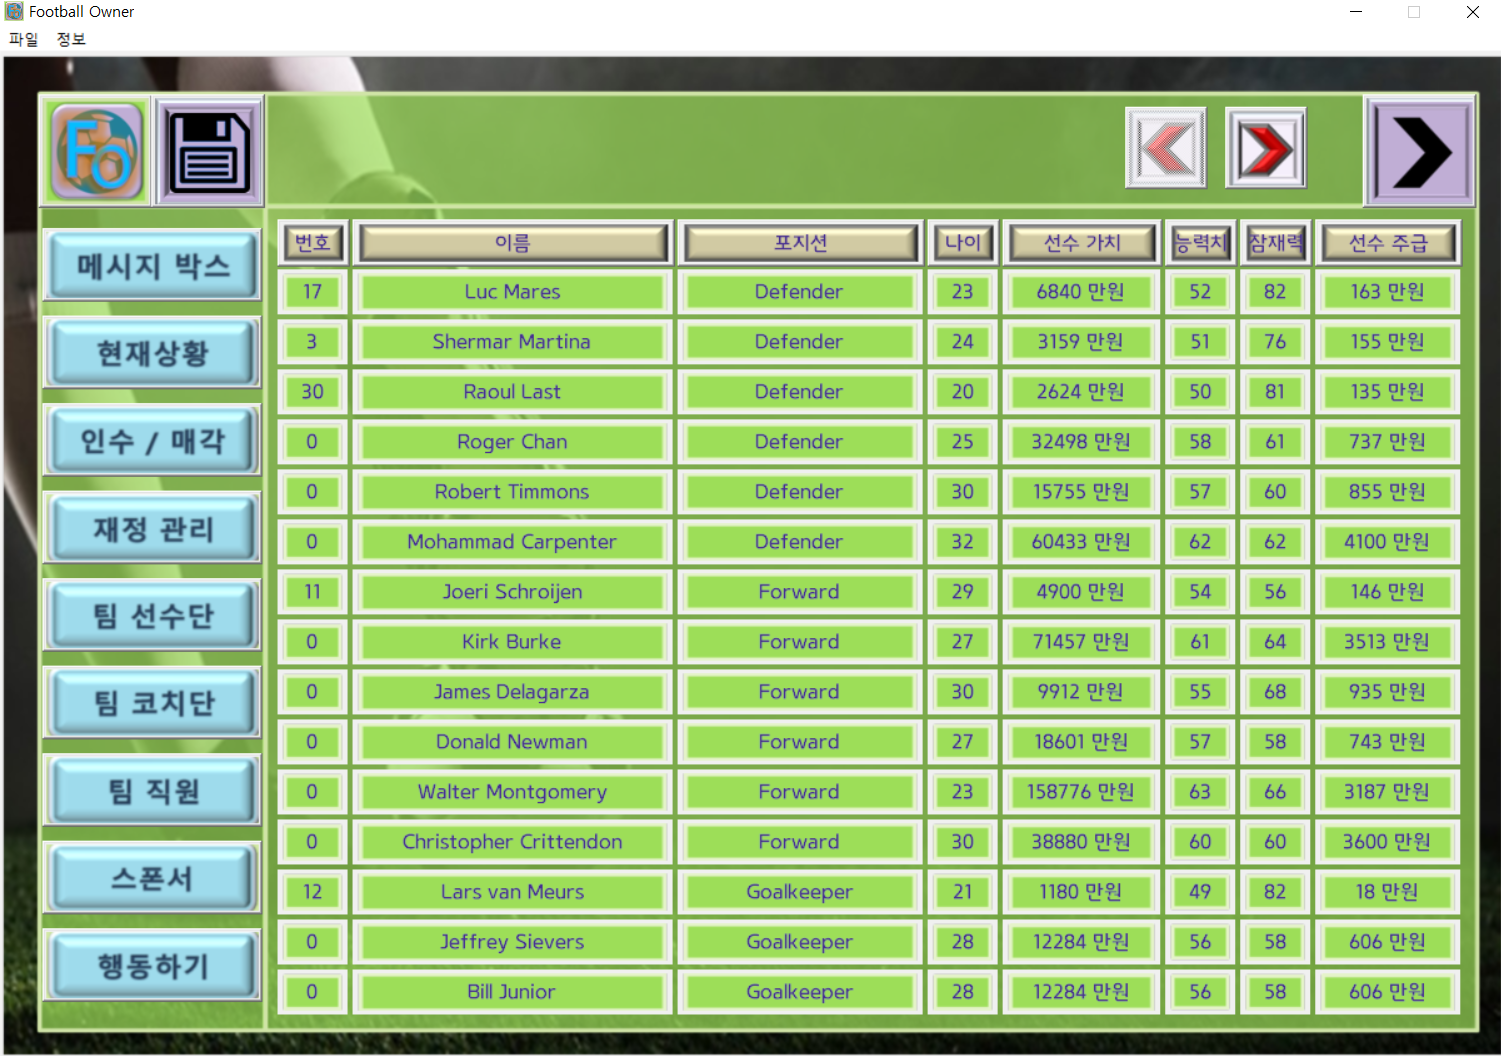 Football Owner
파일 정보
FO
메시지 박스
현재상황
인수 / 매각
재정 관리
팀 선수단
팀 코치단
팀 직원
스폰서
행동하기
번호 이름 포지션 나이 선수 가치 능력치 잠재력 선수 주급
17 Luc Mares Defender 23 6840 만원 52 82 163 만원
3 Shermar Martina Defender 24 3159 만원 51 76 155 만원
30 Raoul Last Defender 20 2624 만원 50 81 135 만원
0 Roger Chan Defender 25 32498 만원 58 61 737 만원
0 Robert Timmons Defender 30 15755 만원 57 60 855 만원
0 Mohammad Carpenter Defender 32 60433 만원 62 62 4100 만원
11 Joeri Schroijen Forward 29 4900 만원 54 56 146 만원
0 Kirk Burke Forward 27 71457 만원 61 64 3513 만원
0 James Delagarza Forward 30 9912 만원 55 68 935 만원
0 Donald Newman Forward 27 18601 만원 57 58 743 만원
0 Walter Montgomery Forward 23 158776 만원 63 66 3187 만원
0 Christopher Crittendon Forward 30 38880 만원 60 60 3600 만원
12 Lars van Meurs Goalkeeper 21 1180 만원 49 82 18 만원
0 Jeffrey Sievers Goalkeeper 28 12284 만원 56 58 606 만원
0 Bill Junior Goalkeeper 28 12284 만원 56 58 606 만원